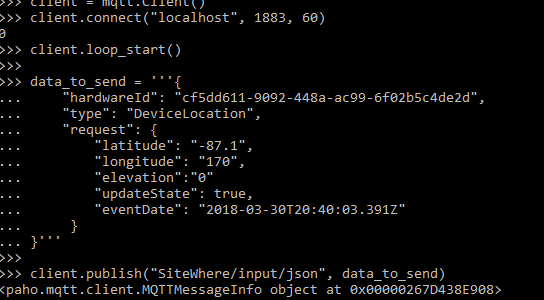 >>> client = mqtt.Client()
>>> client.connect("localhost", 1883, 60)
0
>>> client.loop_start()
>>>
>>> data_to_send = '''{
...     "hardwareId": "cf5dd611-9092-448a-ac99-6f02b5c4de2d",
...     "type": "DeviceLocation",
...     "request": {
...         "latitude": "-87.1",
...         "longitude": "170",
...         "elevation":"0"
...         "updateState": true,
...         "eventDate": "2018-03-30T20:40:03.391Z"
...      }
... }'''
>>>
>>> client.publish("SiteWhere/input/json", data_to_send)
<paho.mqtt.client.MQTTMessageInfo object at 0x00000267D438E908>